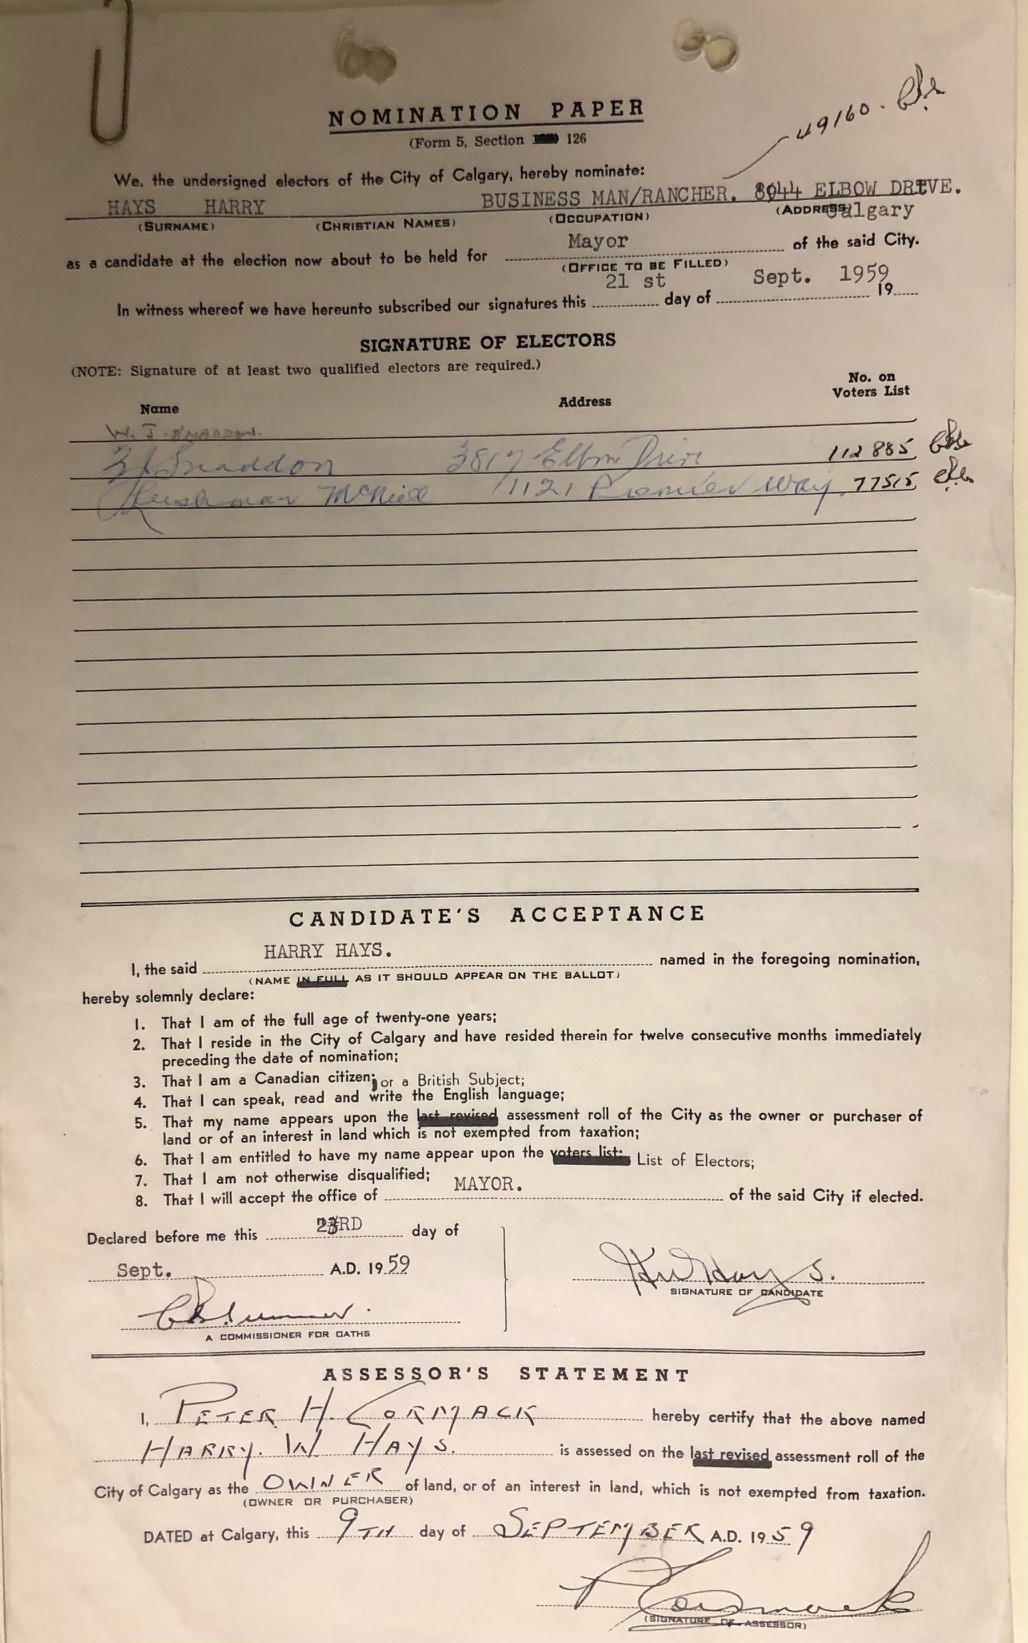 NOMINATION PAPER
(Form 5, Section 126
49160.
We, the undersigned electors of the City of Calgary, hereby nominate:
HAYS HARRY BUSINESS MAN/RANCHER. 8044 ELBOW DRIVE.
(SURNAME) (CHRISTIAN NAMES) (OCCUPATION) (ADDRESS) Calgary
as a candidate at the election now about to be held for Mayor of the said City.
(OFFICE TO BE FILLED)
In witness whereof we have hereunto subscribed our signatures this 21 st day of Sept. 1959 19
SIGNATURE OF ELECTORS
(NOTE: Signature of at least two qualified electors are required.)
Name Address No. on Voters List
W. J. SNADDON.
Snaddon 3817 Elbow Drive 112885
Leishman McNeill 1121 Premier Way 77515
CANDIDATE'S ACCEPTANCE
I, the said HARRY HAYS. named in the foregoing nomination,
(NAME IN FULL AS IT SHOULD APPEAR ON THE BALLOT)
hereby solemnly declare:
1. That I am of the full age of twenty-one years;
2. That I reside in the City of Calgary and have resided therein for twelve consecutive months immediately
preceding the date of nomination;
3. That I am a Canadian citizen; or a British Subject;
4. That I can speak, read and write the English language;
5. That my name appears upon the last revised assessment roll of the City as the owner or purchaser of
land or of an interest in land which is not exempted from taxation;
6. That I am entitled to have my name appear upon the voters list; List of Electors;
7. That I am not otherwise disqualified;
8. That I will accept the office of MAYOR. of the said City if elected.
Declared before me this 23RD day of
Sept. A.D. 1959
H W Hays.
SIGNATURE OF CANDIDATE
A COMMISSIONER FOR OATHS
ASSESSOR'S STATEMENT
I, PETER H. CORMACK hereby certify that the above named
HARRY. W HAYS. is assessed on the last revised assessment roll of the
City of Calgary as the OWNER of land, or of an interest in land, which is not exempted from taxation.
(OWNER OR PURCHASER)
DATED at Calgary, this 9TH day of SEPTEMBER A.D. 1959
P Cormack
(SIGNATURE OF ASSESSOR)